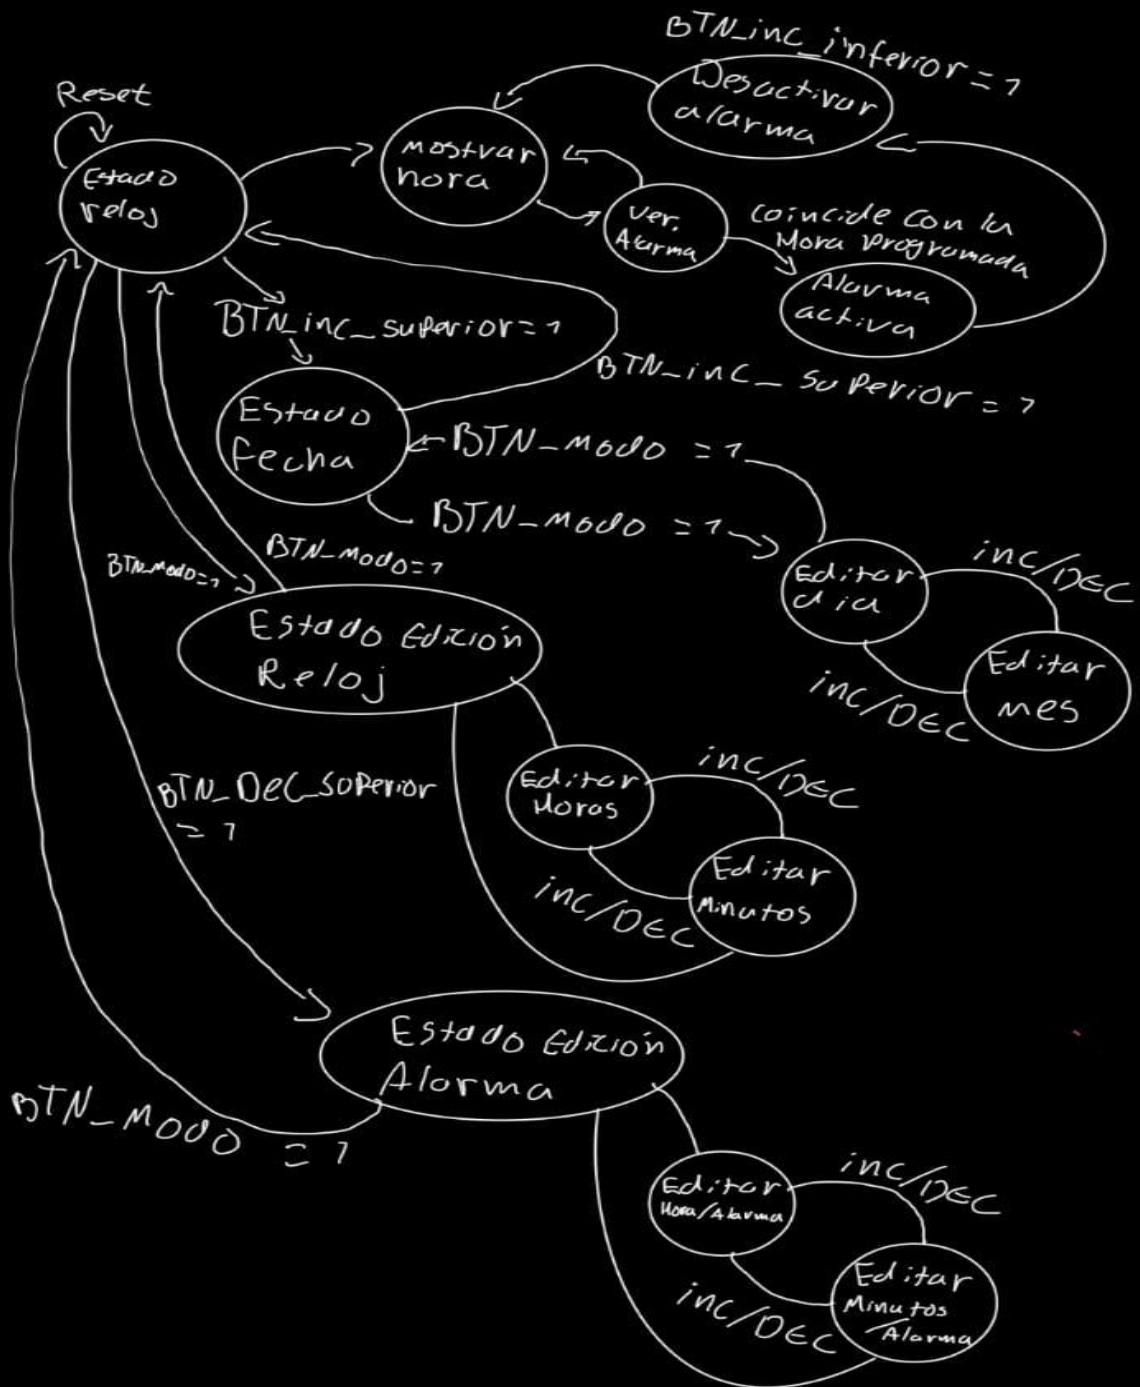 BTN_inc_inferior = 1
Desactivar
alarma
Reset
Estado
reloj
mostrar
hora
Ver.
Alarma
Coincide con la
Hora Programada
Alarma
activa
BTN_inc_superior = 1
BTN_inc_superior = 1
Estado
fecha
BTN_Modo = 1
BTN_Modo = 1
BTN_Modo = 1
BTN_Modo = 1
Editar
dia
inc/DEC
Editar
mes
inc/DEC
Estado Edición
Reloj
BTN_DEC_superior
= 1
Editar
Horas
inc/DEC
Editar
Minutos
inc/DEC
Estado Edición
Alarma
BTN_Modo = 1
Editar
Hora/Alarma
inc/DEC
Editar
Minutos
/Alarma
inc/DEC